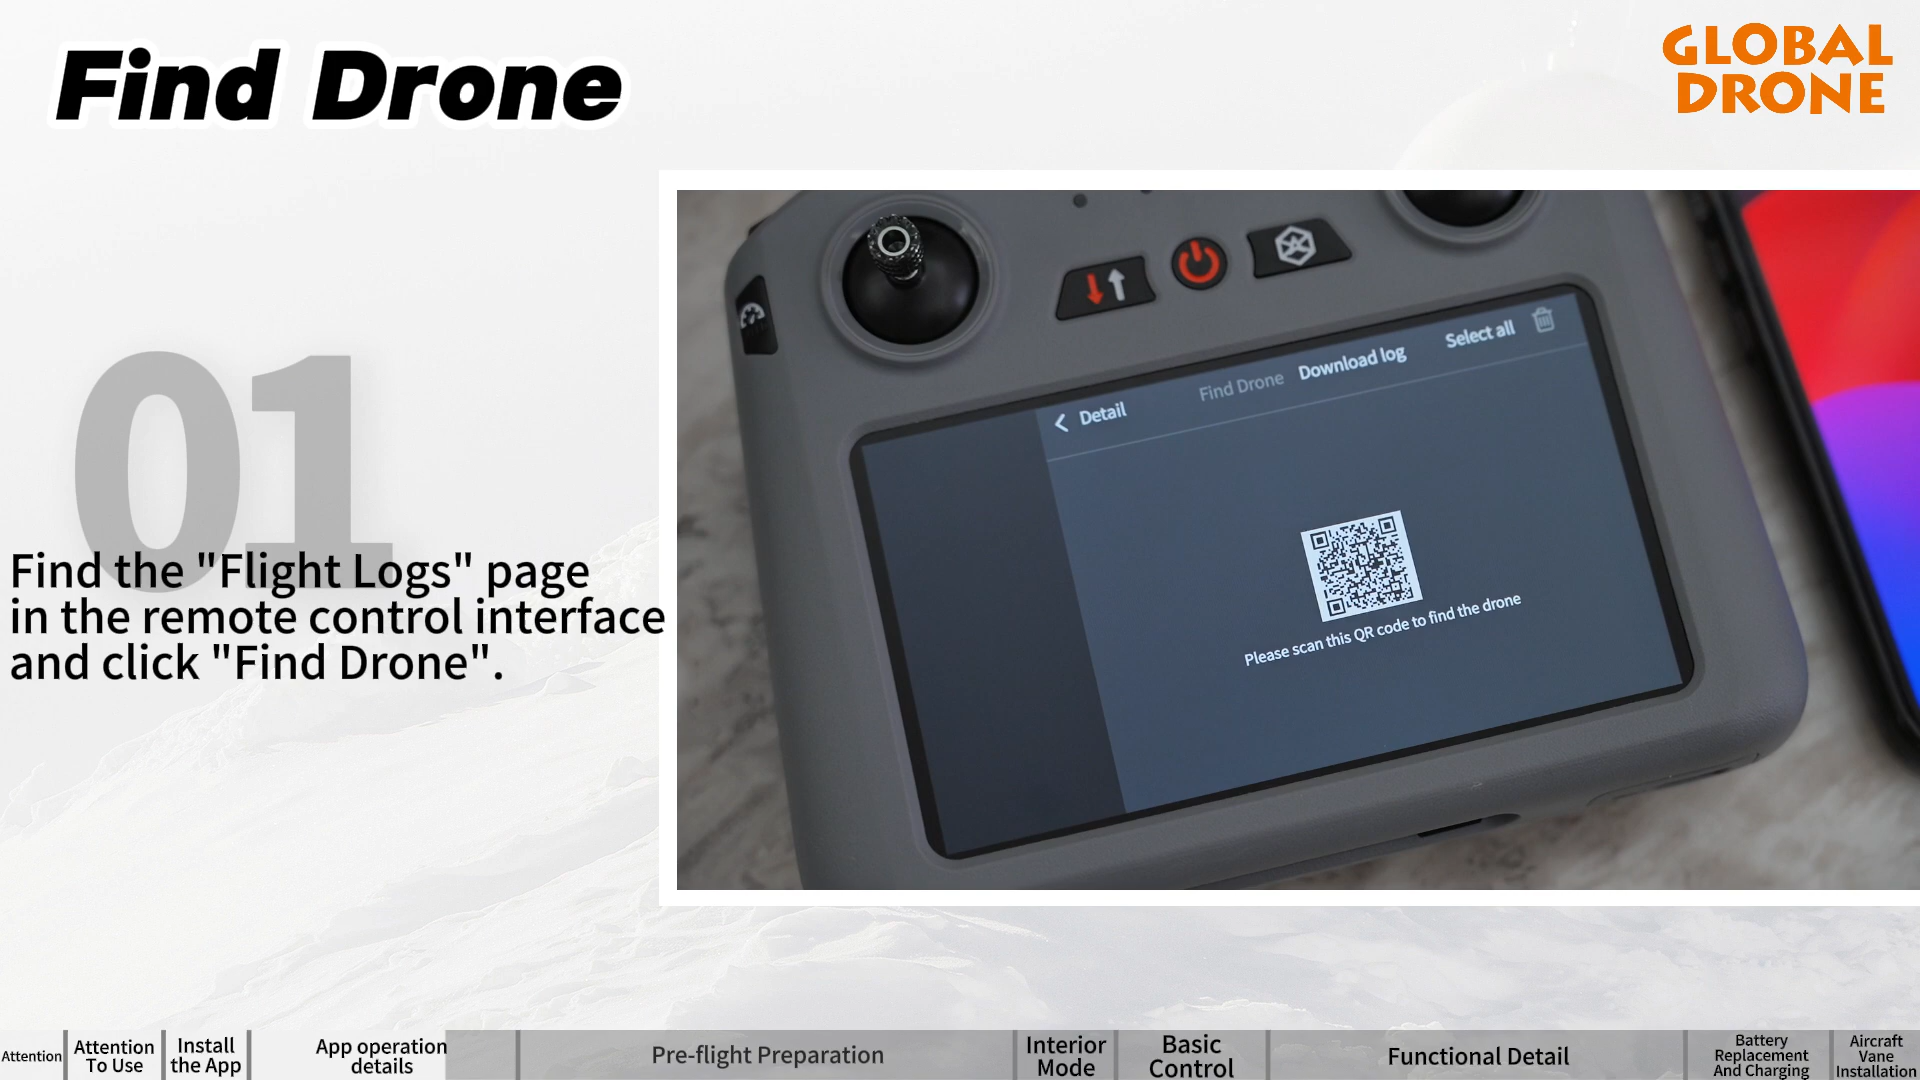 Find Drone
GLOBAL
DRONE
01
Find the "Flight Logs" page
in the remote control interface
and click "Find Drone".
Detail
Find Drone
Download log
Select all
Please scan this QR code to find the drone
Attention
Attention
To Use
Install
the App
App operation
details
Pre-flight Preparation
Interior
Mode
Basic
Control
Functional Detail
Battery
Replacement
And Charging
Aircraft
Vane
Installation